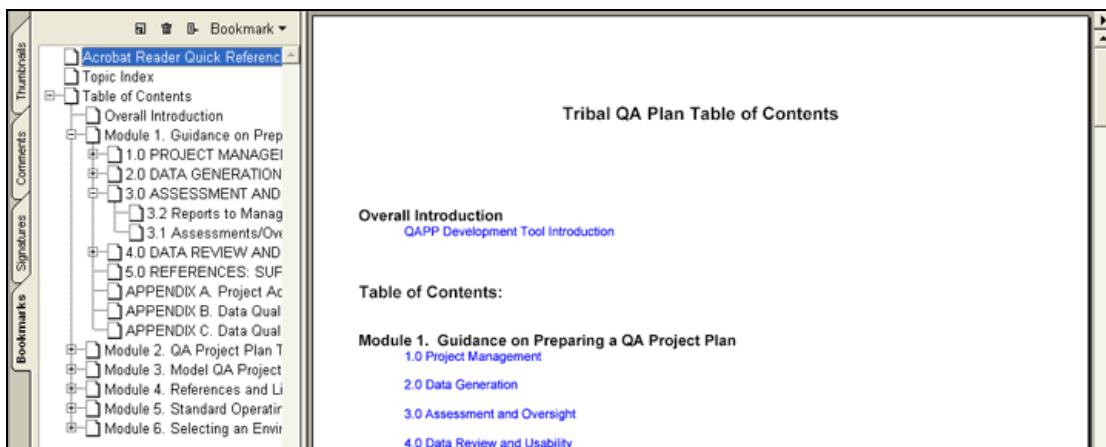 Bookmark
Thumbnails
Comments
Signatures
Bookmarks
Acrobat Reader Quick Referenc
Topic Index
Table of Contents
Overall Introduction
Module 1. Guidance on Prep
1.0 PROJECT MANAGEI
2.0 DATA GENERATION
3.0 ASSESSMENT AND
3.2 Reports to Manag
3.1 Assessments/Ove
4.0 DATA REVIEW AND
5.0 REFERENCES: SUF
APPENDIX A. Project Ac
APPENDIX B. Data Qual
APPENDIX C. Data Qual
Module 2. QA Project Plan T
Module 3. Model QA Project
Module 4. References and Li
Module 5. Standard Operatir
Module 6. Selecting an Envir
Tribal QA Plan Table of Contents
Overall Introduction
QAPP Development Tool Introduction
Table of Contents:
Module 1. Guidance on Preparing a QA Project Plan
1.0 Project Management
2.0 Data Generation
3.0 Assessment and Oversight
4.0 Data Review and Usability